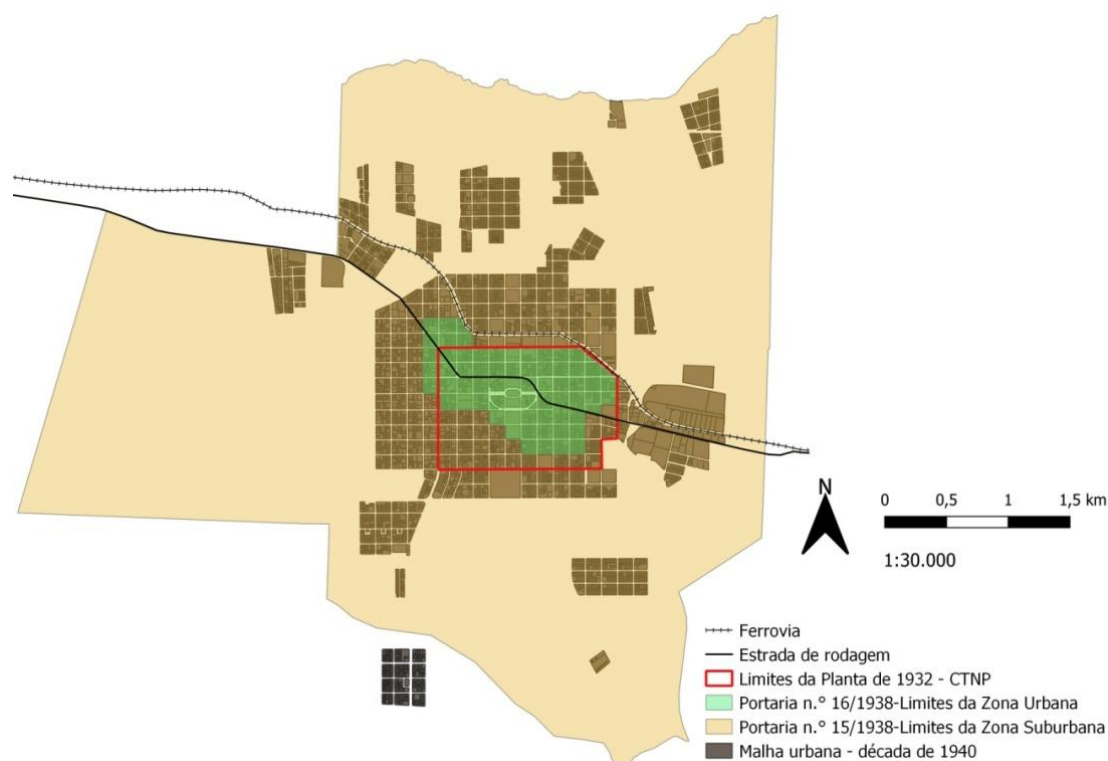 N
0 0,5 1 1,5 km
1:30.000
Ferrovia
Estrada de rodagem
Limites da Planta de 1932 - CTNP
Portaria n.° 16/1938-Limites da Zona Urbana
Portaria n.° 15/1938-Limites da Zona Suburbana
Malha urbana - década de 1940